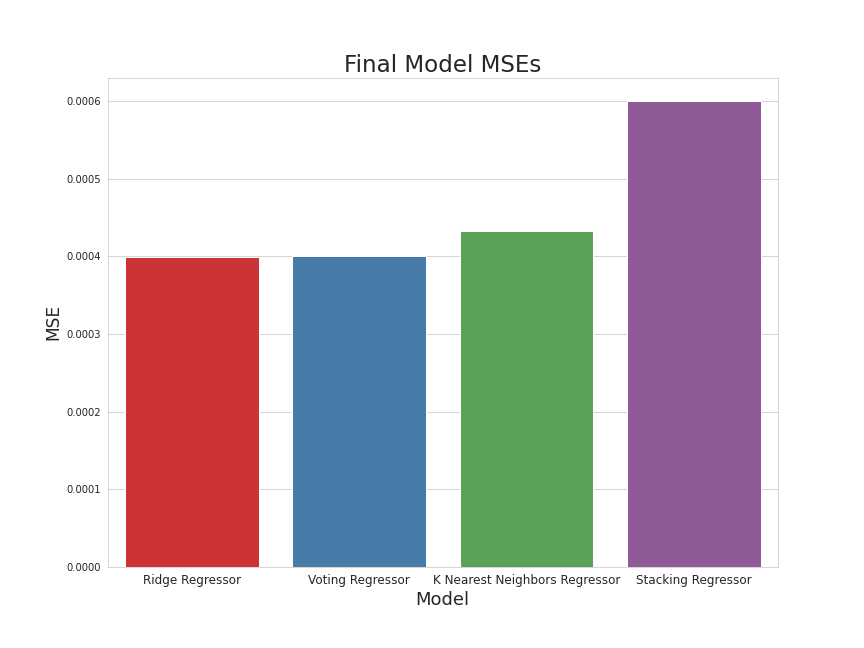 Final Model MSEs
MSE
0.0006
0.0005
0.0004
0.0003
0.0002
0.0001
0.0000
Ridge Regressor
Voting Regressor
K Nearest Neighbors Regressor
Stacking Regressor
Model